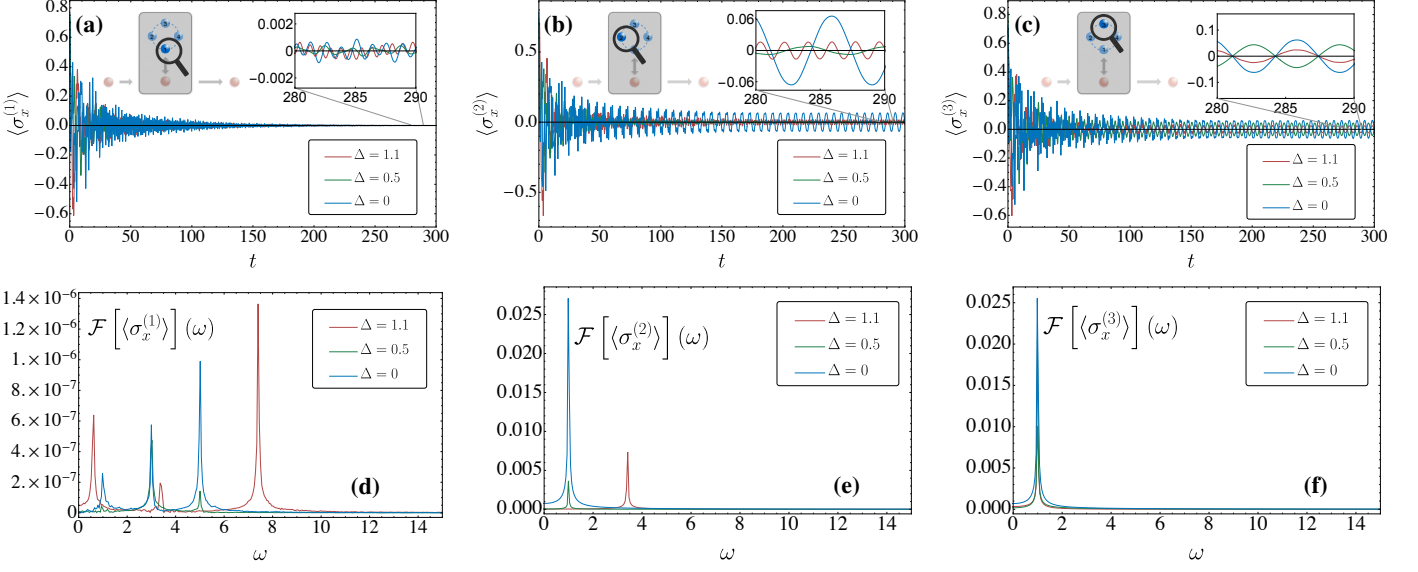 (a)
0.8
0.6
0.4
0.2
0.0
−0.2
−0.4
−0.6
⟨σ_x^(1)⟩
0.002
0
−0.002
280 285 290
Δ = 1.1
Δ = 0.5
Δ = 0
0 50 100 150 200 250 300
t
(b)
0.5
0.0
−0.5
⟨σ_x^(2)⟩
0.06
0.0
−0.06
280 285 290
Δ = 1.1
Δ = 0.5
Δ = 0
0 50 100 150 200 250 300
t
(c)
0.8
0.6
0.4
0.2
0.0
−0.2
−0.4
−0.6
⟨σ_x^(3)⟩
0.1
0
−0.1
280 285 290
Δ = 1.1
Δ = 0.5
Δ = 0
0 50 100 150 200 250 300
t
1.4×10^-6
1.2×10^-6
1.×10^-6
8.×10^-7
6.×10^-7
4.×10^-7
2.×10^-7
0
F[⟨σ_x^(1)⟩](ω)
Δ = 1.1
Δ = 0.5
Δ = 0
(d)
0 2 4 6 8 10 12 14
ω
0.025
0.020
0.015
0.010
0.005
0.000
F[⟨σ_x^(2)⟩](ω)
Δ = 1.1
Δ = 0.5
Δ = 0
(e)
0 2 4 6 8 10 12 14
ω
0.025
0.020
0.015
0.010
0.005
0.000
F[⟨σ_x^(3)⟩](ω)
Δ = 1.1
Δ = 0.5
Δ = 0
(f)
0 2 4 6 8 10 12 14
ω